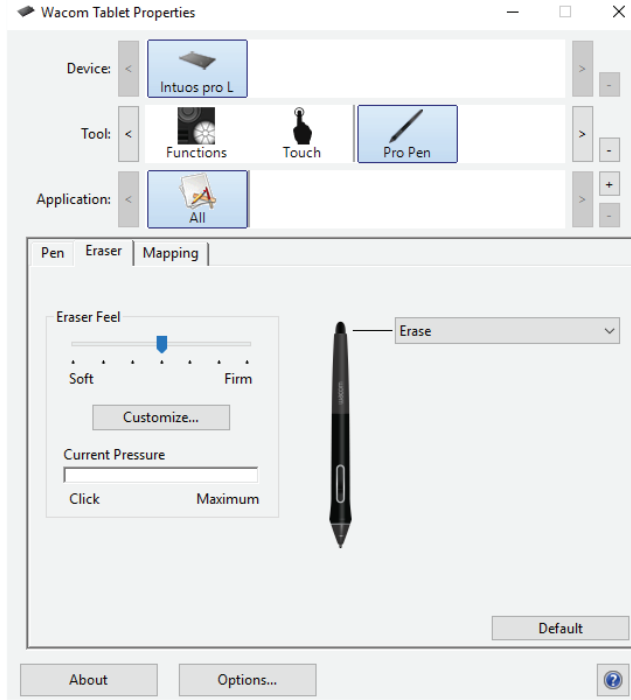 Wacom Tablet Properties
Device:
Intuos pro L
Tool:
Functions
Touch
Pro Pen
Application:
All
Pen
Eraser
Mapping
Eraser Feel
Soft
Firm
Customize...
Current Pressure
Click
Maximum
Erase
Default
About
Options...